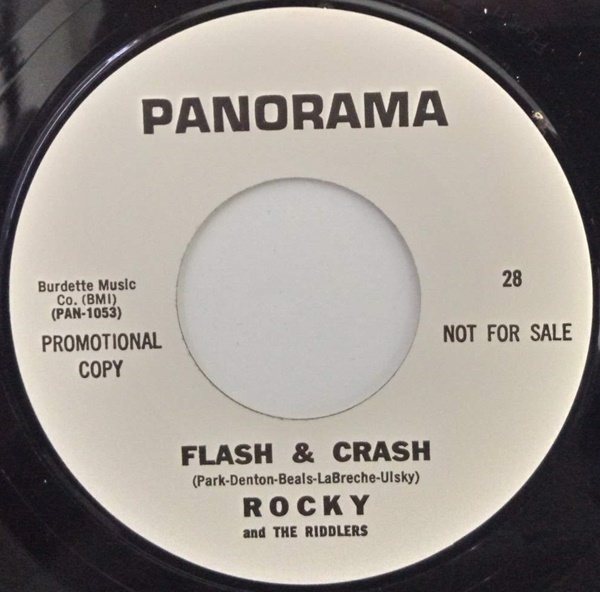 PANORAMA
Burdette Music
Co. (BMI)
(PAN-1053)
PROMOTIONAL
COPY
28
NOT FOR SALE
FLASH & CRASH
(Park-Denton-Beals-LaBreche-Ulsky)
ROCKY
and THE RIDDLERS